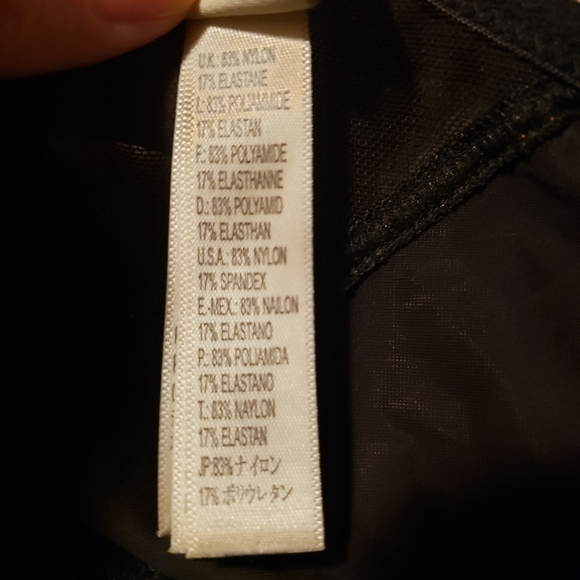 U.K.: 83% NYLON
17% ELASTANE
I.: 83% POLIAMMIDE
17% ELASTAN
F.: 83% POLYAMIDE
17% ELASTHANNE
D.: 83% POLYAMID
17% ELASTHAN
U.S.A.: 83% NYLON
17% SPANDEX
E.-MEX.: 83% NAILON
17% ELASTANO
P.: 83% POLIAMIDA
17% ELASTANO
T.: 83% NAYLON
17% ELASTAN
JP:83% ナイロン
17% ポリウレタン